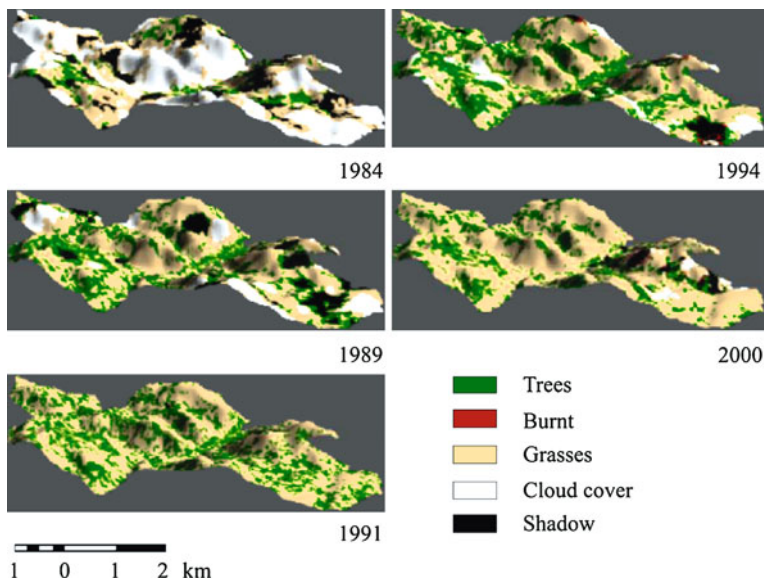 1984
1994
1989
2000
1991
Trees
Burnt
Grasses
Cloud cover
Shadow
1 0 1 2 km